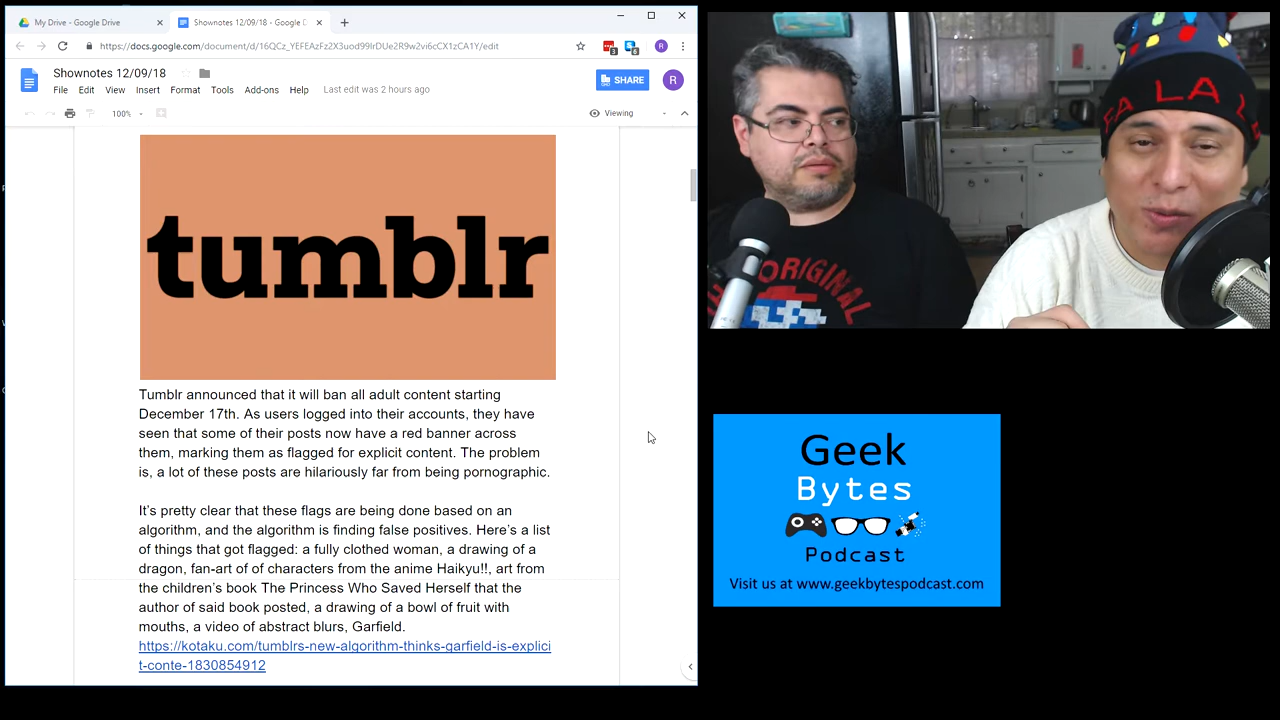 My Drive - Google Drive
Shownotes 12/09/18 - Google D
https://docs.google.com/document/d/16QCz_YEFEAzFz2X3uod99IrDUe2R9w2vi6cCX1zCA1Y/edit
Shownotes 12/09/18
File Edit View Insert Format Tools Add-ons Help Last edit was 2 hours ago
SHARE
R
100%
Viewing
tumblr
Tumblr announced that it will ban all adult content starting
December 17th. As users logged into their accounts, they have
seen that some of their posts now have a red banner across
them, marking them as flagged for explicit content. The problem
is, a lot of these posts are hilariously far from being pornographic.
It’s pretty clear that these flags are being done based on an
algorithm, and the algorithm is finding false positives. Here’s a list
of things that got flagged: a fully clothed woman, a drawing of a
dragon, fan-art of of characters from the anime Haikyu!!, art from
the children’s book The Princess Who Saved Herself that the
author of said book posted, a drawing of a bowl of fruit with
mouths, a video of abstract blurs, Garfield.
https://kotaku.com/tumblrs-new-algorithm-thinks-garfield-is-explici
t-conte-1830854912
FA LA L
ORIGINAL
Geek
Bytes
Podcast
Visit us at www.geekbytespodcast.com